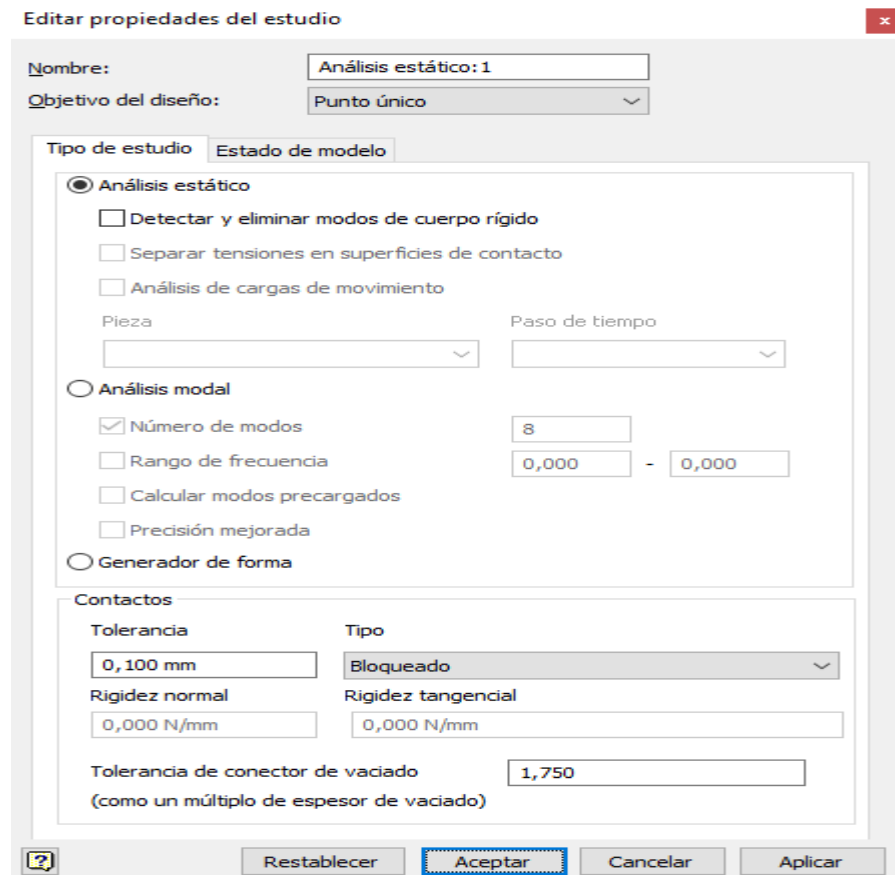 Editar propiedades del estudio
Nombre: Análisis estático:1
Objetivo del diseño: Punto único
Tipo de estudio Estado de modelo
Análisis estático
Detectar y eliminar modos de cuerpo rígido
Separar tensiones en superficies de contacto
Análisis de cargas de movimiento
Pieza Paso de tiempo
Análisis modal
Número de modos 8
Rango de frecuencia 0,000 - 0,000
Calcular modos precargados
Precisión mejorada
Generador de forma
Contactos
Tolerancia Tipo
0,100 mm Bloqueado
Rigidez normal Rigidez tangencial
0,000 N/mm 0,000 N/mm
Tolerancia de conector de vaciado 1,750
(como un múltiplo de espesor de vaciado)
Restablecer Aceptar Cancelar Aplicar